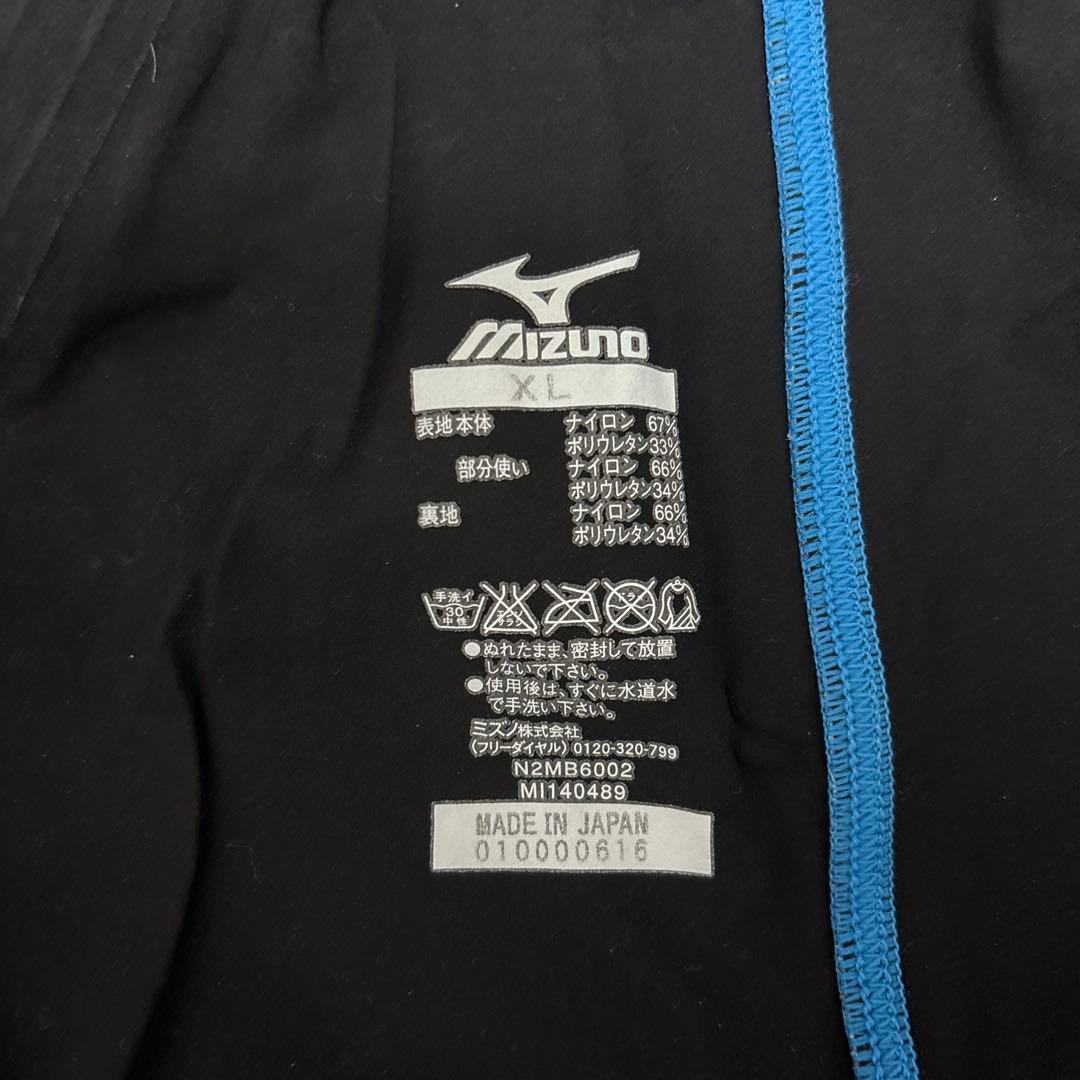 Mizuno
XL
表地本体 ナイロン 67%
ポリウレタン33%
部分使い ナイロン 66%
ポリウレタン34%
裏地 ナイロン 66%
ポリウレタン34%
手洗イ
30
中性
●ぬれたまま、密封して放置
しないで下さい。
●使用後は、すぐに水道水
で手洗い下さい。
ミズノ株式会社
(フリーダイヤル) 0120-320-799
N2MB6002
MI140489
MADE IN JAPAN
010000616